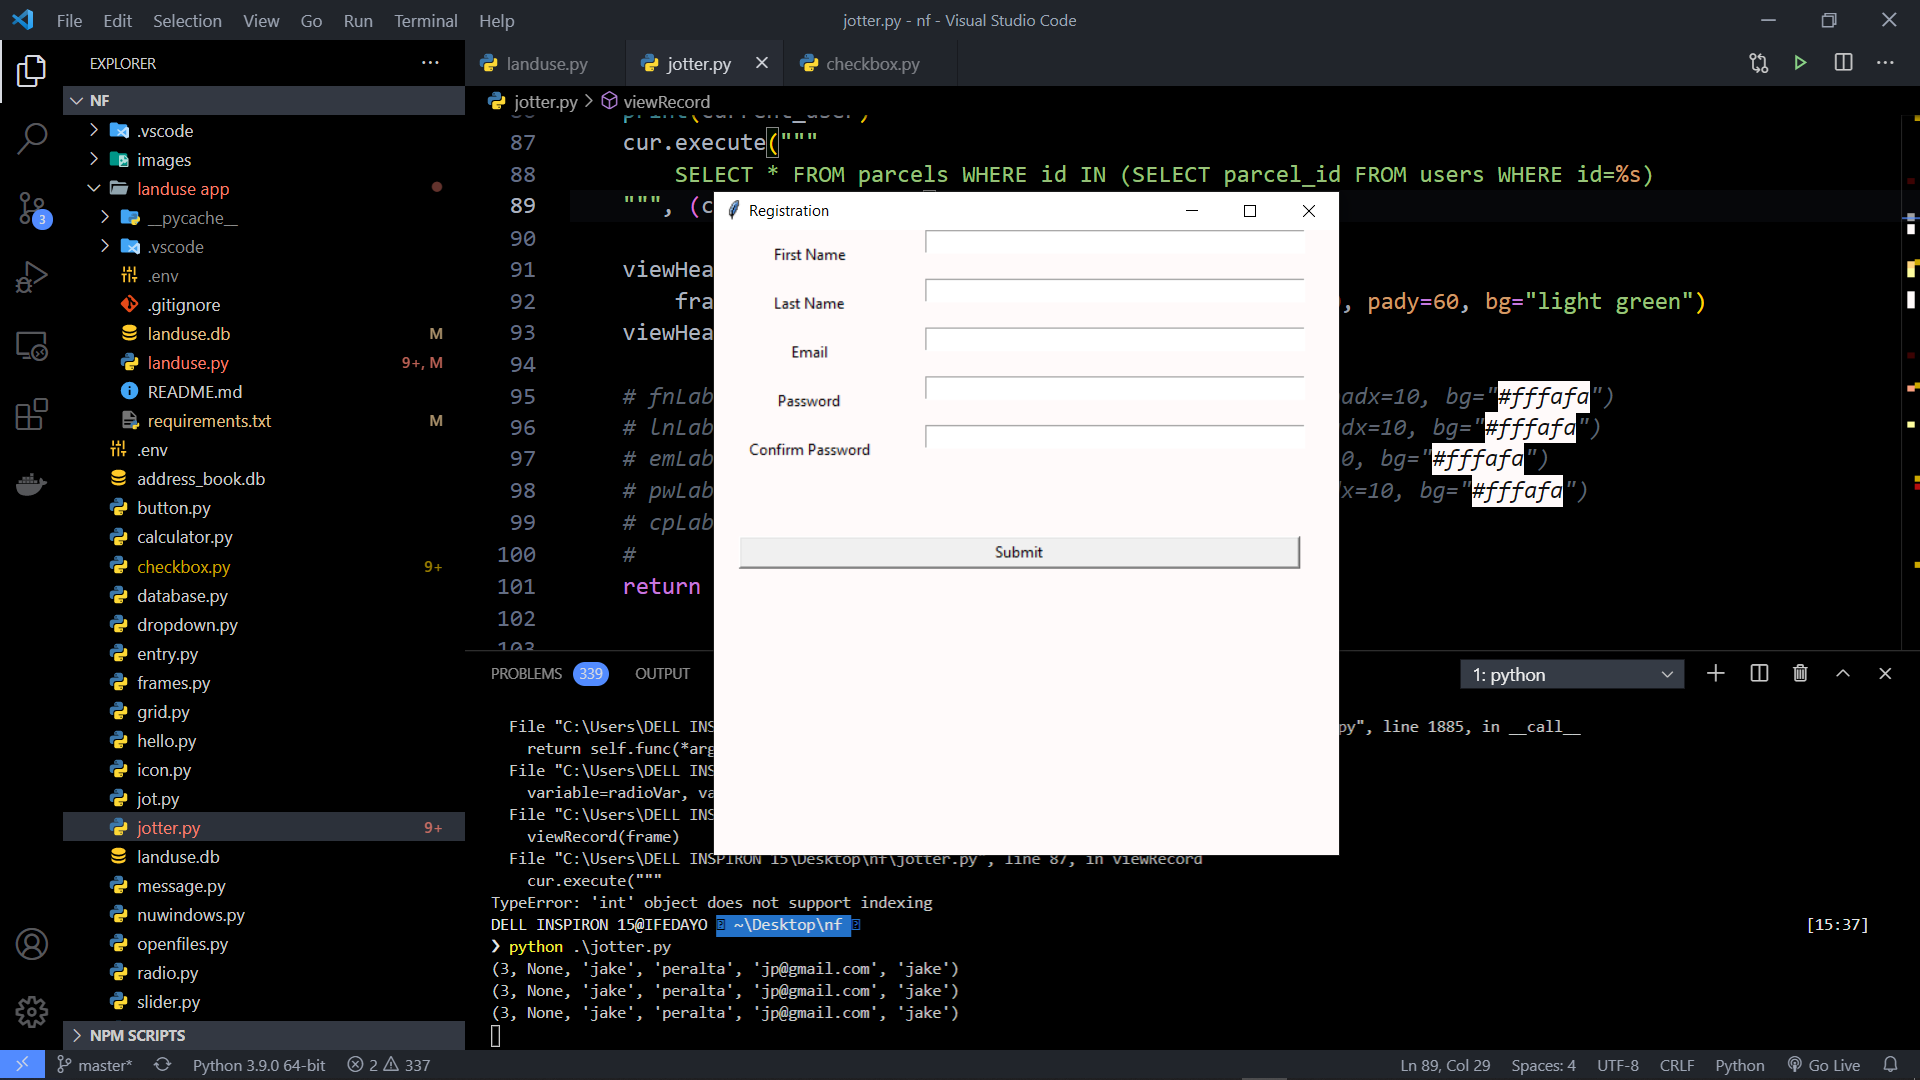 File Edit Selection View Go Run Terminal Help
jotter.py - nf - Visual Studio Code
EXPLORER
NF
.vscode
images
landuse app
__pycache__
.vscode
.env
.gitignore
landuse.db M
landuse.py 9+, M
README.md
requirements.txt M
.env
address_book.db
button.py
calculator.py
checkbox.py 9+
database.py
dropdown.py
entry.py
frames.py
grid.py
hello.py
icon.py
jot.py
jotter.py 9+
landuse.db
message.py
nuwindows.py
openfiles.py
radio.py
slider.py
NPM SCRIPTS
3
landuse.py jotter.py checkbox.py
jotter.py > viewRecord
print(current_user)
87 cur.execute("""
88 SELECT * FROM parcels WHERE id IN (SELECT parcel_id FROM users WHERE id=%s)
89 """, (c
90
91 viewHea
92 fra , pady=60, bg="light green")
93 viewHea
94
95 # fnLab adx=10, bg="#fffafa")
96 # lnLab dx=10, bg="#fffafa")
97 # emLab 0, bg="#fffafa")
98 # pwLab x=10, bg="#fffafa")
99 # cpLab
100 #
101 return
102
103
Registration
First Name
Last Name
Email
Password
Confirm Password
Submit
PROBLEMS 339 OUTPUT
1: python
File "C:\Users\DELL INS py", line 1885, in __call__
return self.func(*arg
File "C:\Users\DELL INS
variable=radioVar, va
File "C:\Users\DELL INS
viewRecord(frame)
File "C:\Users\DELL INSPIRON 15\Desktop\nf\jotter.py", line 87, in viewRecord
cur.execute("""
TypeError: 'int' object does not support indexing
DELL INSPIRON 15@IFEDAYO ~\Desktop\nf [15:37]
❯ python .\jotter.py
(3, None, 'jake', 'peralta', 'jp@gmail.com', 'jake')
(3, None, 'jake', 'peralta', 'jp@gmail.com', 'jake')
(3, None, 'jake', 'peralta', 'jp@gmail.com', 'jake')
master* Python 3.9.0 64-bit 2 337
Ln 89, Col 29 Spaces: 4 UTF-8 CRLF Python Go Live